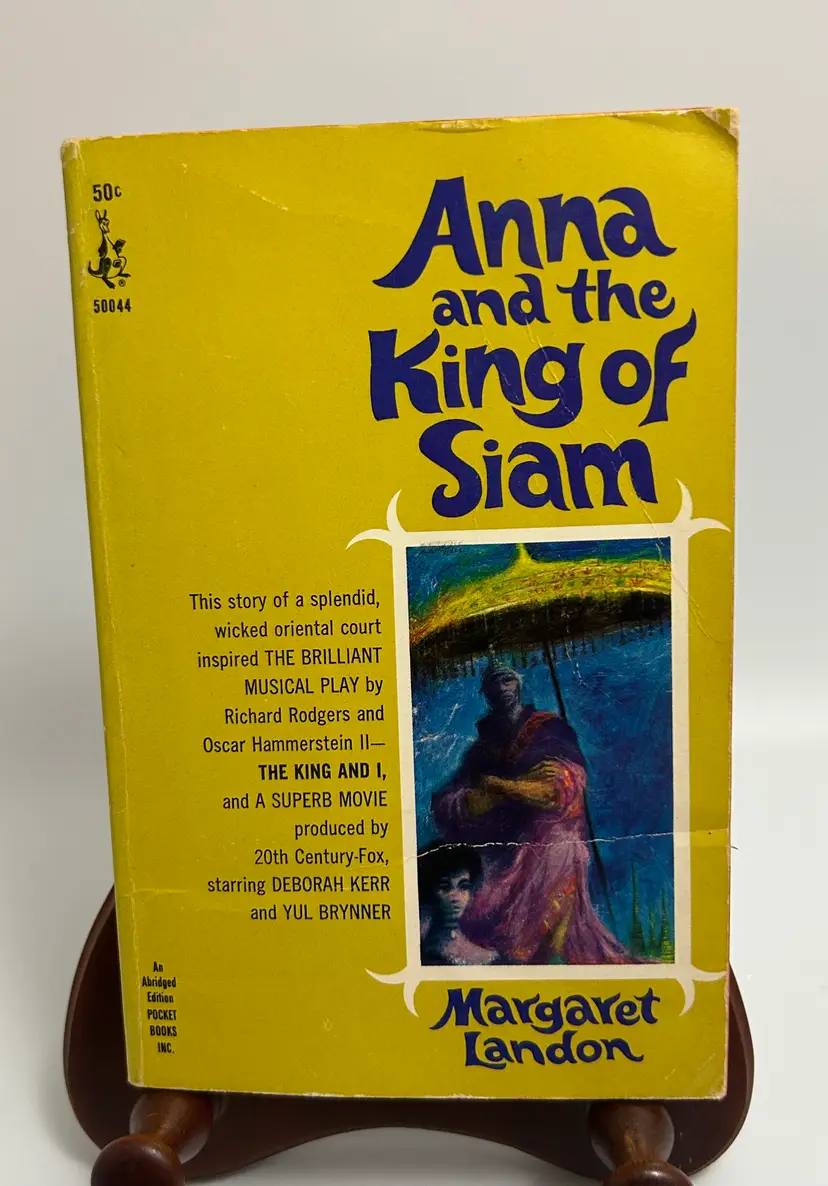 50c
®
50044
Anna
and the
King of
Siam
This story of a splendid,
wicked oriental court
inspired THE BRILLIANT
MUSICAL PLAY by
Richard Rodgers and
Oscar Hammerstein II—
THE KING AND I,
and A SUPERB MOVIE
produced by
20th Century-Fox,
starring DEBORAH KERR
and YUL BRYNNER
An
Abridged
Edition
POCKET
BOOKS
INC.
Margaret
Landon